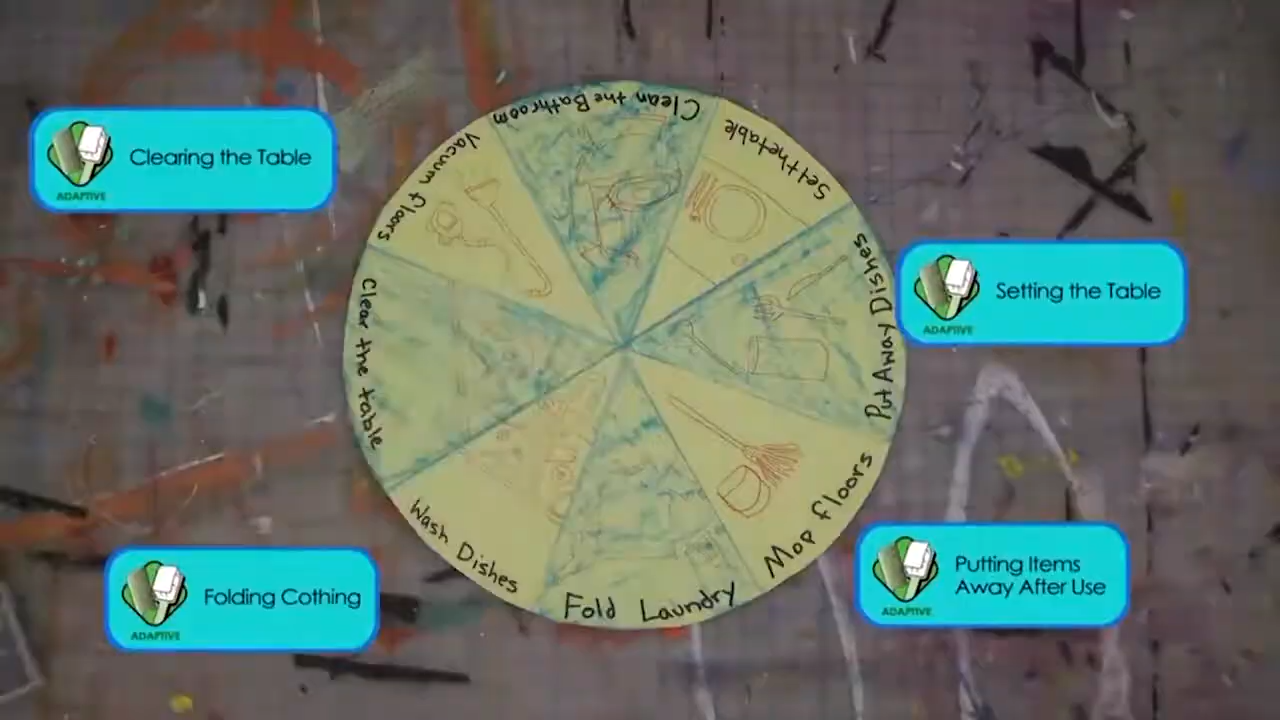 Clean the Bathroom
Set the table
Vacuum floors
Clearing the Table
ADAPTIVE
Put Away Dishes
Setting the Table
ADAPTIVE
Clear the table
Mop floors
Wash Dishes
Putting Items
Away After Use
ADAPTIVE
Folding Cothing
ADAPTIVE
Fold Laundry